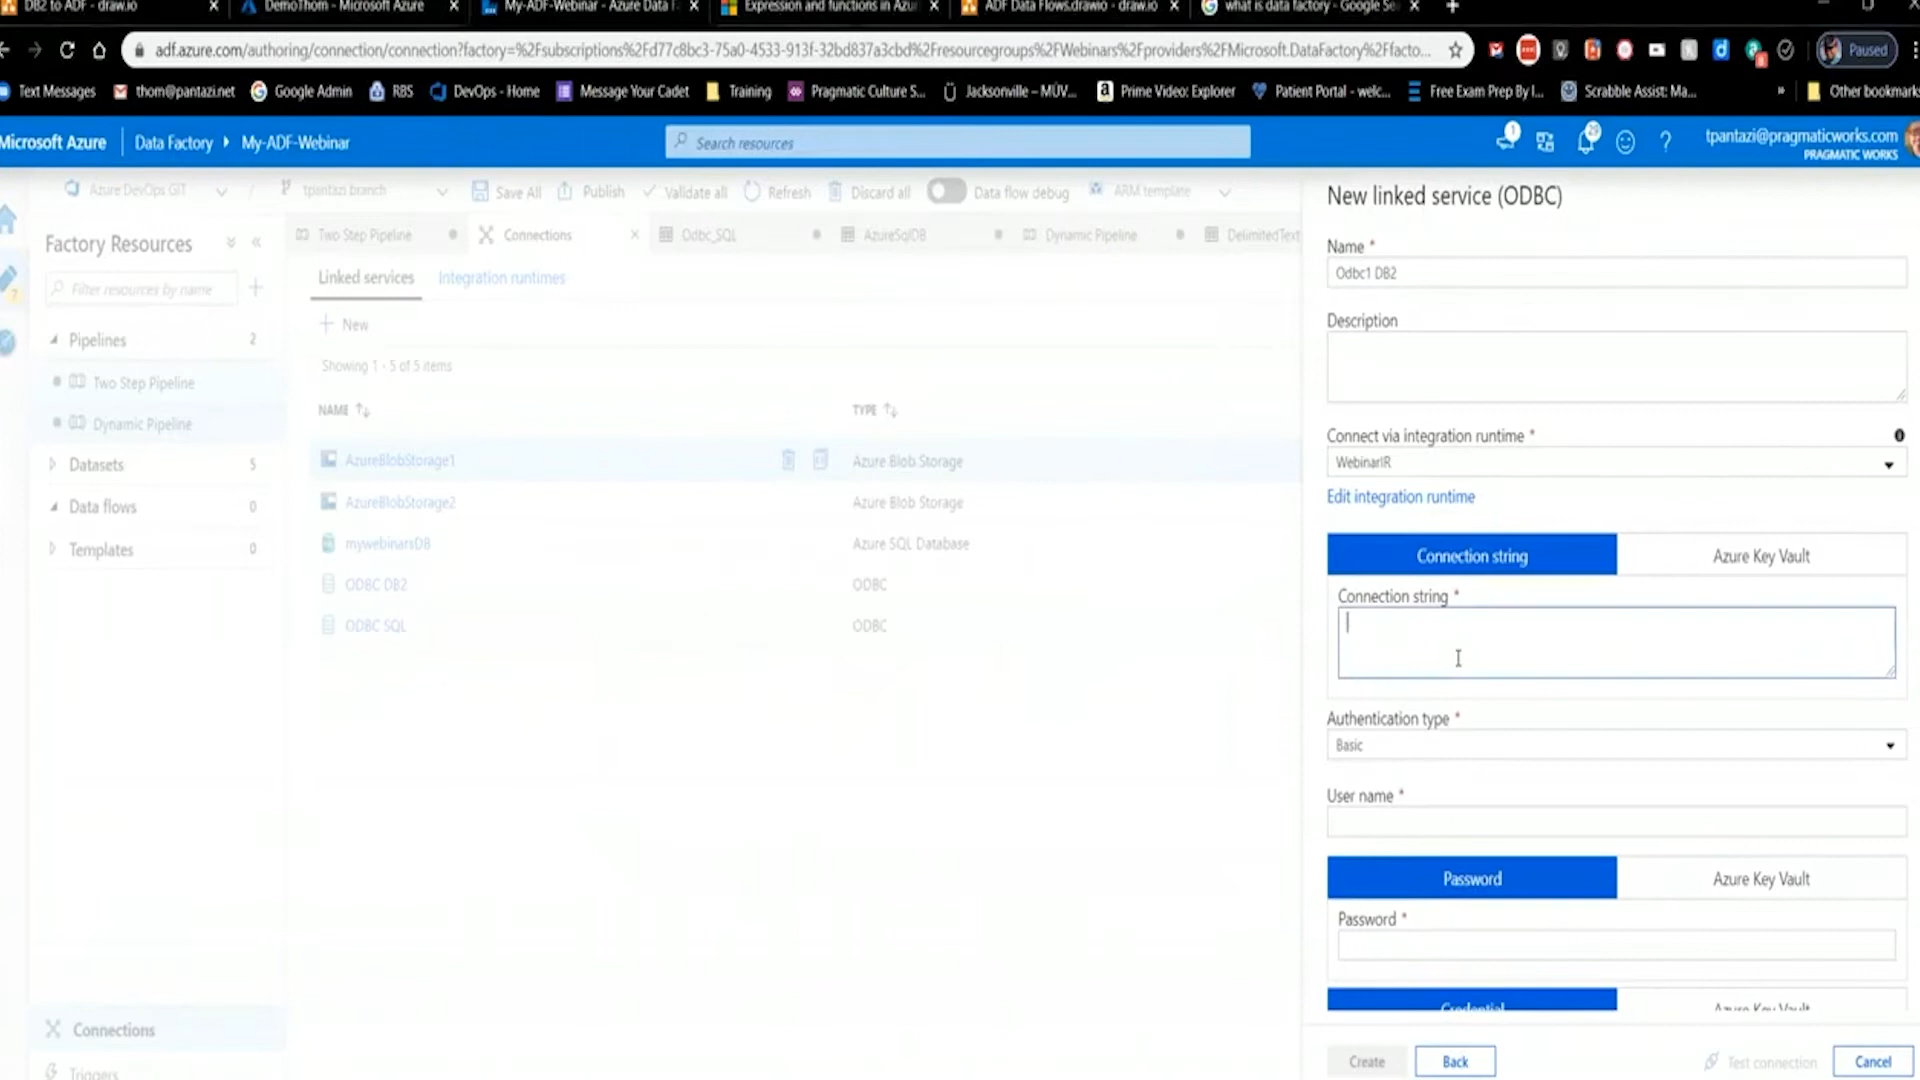 DB2 to ADF - draw.io
DemoThom - Microsoft Azure
My-ADF-Webinar - Azure Data F
Expression and functions in Azur
ADF Data Flows.drawio - draw.io
what is data factory - Google Se
adf.azure.com/authoring/connection/connection?factory=%2Fsubscriptions%2Fd77c8bc3-75a0-4533-913f-32bd837a3cbd%2Fresourcegroups%2FWebinars%2Fproviders%2FMicrosoft.DataFactory%2Ffacto...
Paused
Text Messages
thom@pantazi.net
Google Admin
RBS
DevOps - Home
Message Your Cadet
Training
Pragmatic Culture S...
Jacksonville – MÜV...
Prime Video: Explorer
Patient Portal - welc...
Free Exam Prep By I...
Scrabble Assist: Ma...
»
Other bookmarks
Microsoft Azure
Data Factory
My-ADF-Webinar
Search resources
tpantazi@pragmaticworks.com
PRAGMATIC WORKS
Azure DevOps GIT
tpantazi branch
Save All
Publish
Validate all
Refresh
Discard all
Data flow debug
ARM template
Factory Resources
Filter resources by name
Pipelines 2
Two Step Pipeline
Dynamic Pipeline
Datasets 5
Data flows 0
Templates 0
Connections
Triggers
Two Step Pipeline
Connections
Odbc_SQL
AzureSqlDB
Dynamic Pipeline
DelimitedText
Linked services
Integration runtimes
New
Showing 1 - 5 of 5 items
NAME
TYPE
AzureBlobStorage1 Azure Blob Storage
AzureBlobStorage2 Azure Blob Storage
mywebinarsDB Azure SQL Database
ODBC DB2 ODBC
ODBC SQL ODBC
New linked service (ODBC)
Name *
Odbc1 DB2
Description
Connect via integration runtime *
WebinarIR
Edit integration runtime
Connection string
Azure Key Vault
Connection string *
Authentication type *
Basic
User name *
Password
Azure Key Vault
Password *
Credential
Azure Key Vault
Create
Back
Test connection
Cancel